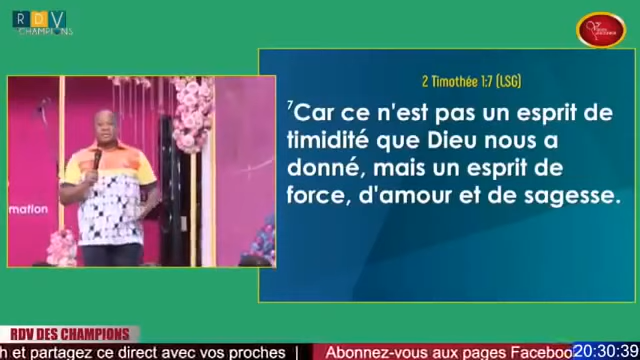 RDV
CHAMPIONS
2 Timothée 1:7 (LSG)
⁷Car ce n'est pas un esprit de
timidité que Dieu nous a
donné, mais un esprit de
force, d'amour et de sagesse.
mation
RDV DES CHAMPIONS
h et partagez ce direct avec vos proches | Abonnez-vous aux pages Faceboo
20:30:39